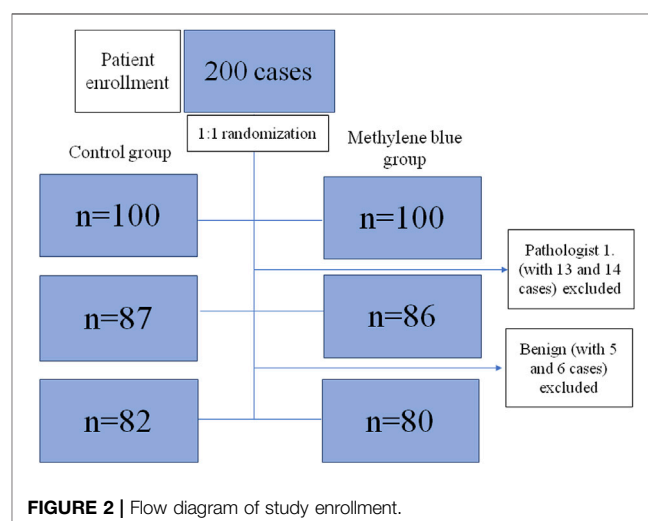 Patient
enrollment
200 cases
1:1 randomization
Control group
Methylene blue
group
n=100
n=100
Pathologist 1.
(with 13 and 14
cases) excluded
n=87
n=86
Benign (with 5
and 6 cases)
excluded
n=82
n=80
FIGURE 2 | Flow diagram of study enrollment.